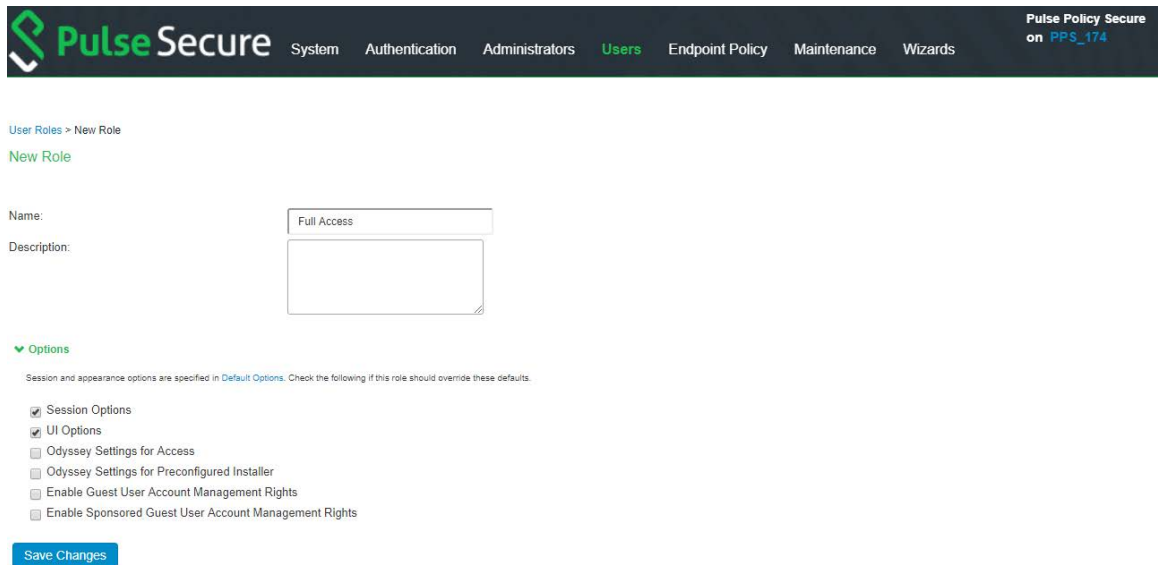 Pulse Secure System Authentication Administrators Users Endpoint Policy Maintenance Wizards
Pulse Policy Secure
on PPS_174
User Roles > New Role
New Role
Name: Full Access
Description:
Options
Session and appearance options are specified in Default Options. Check the following if this role should override these defaults.
Session Options
UI Options
Odyssey Settings for Access
Odyssey Settings for Preconfigured Installer
Enable Guest User Account Management Rights
Enable Sponsored Guest User Account Management Rights
Save Changes